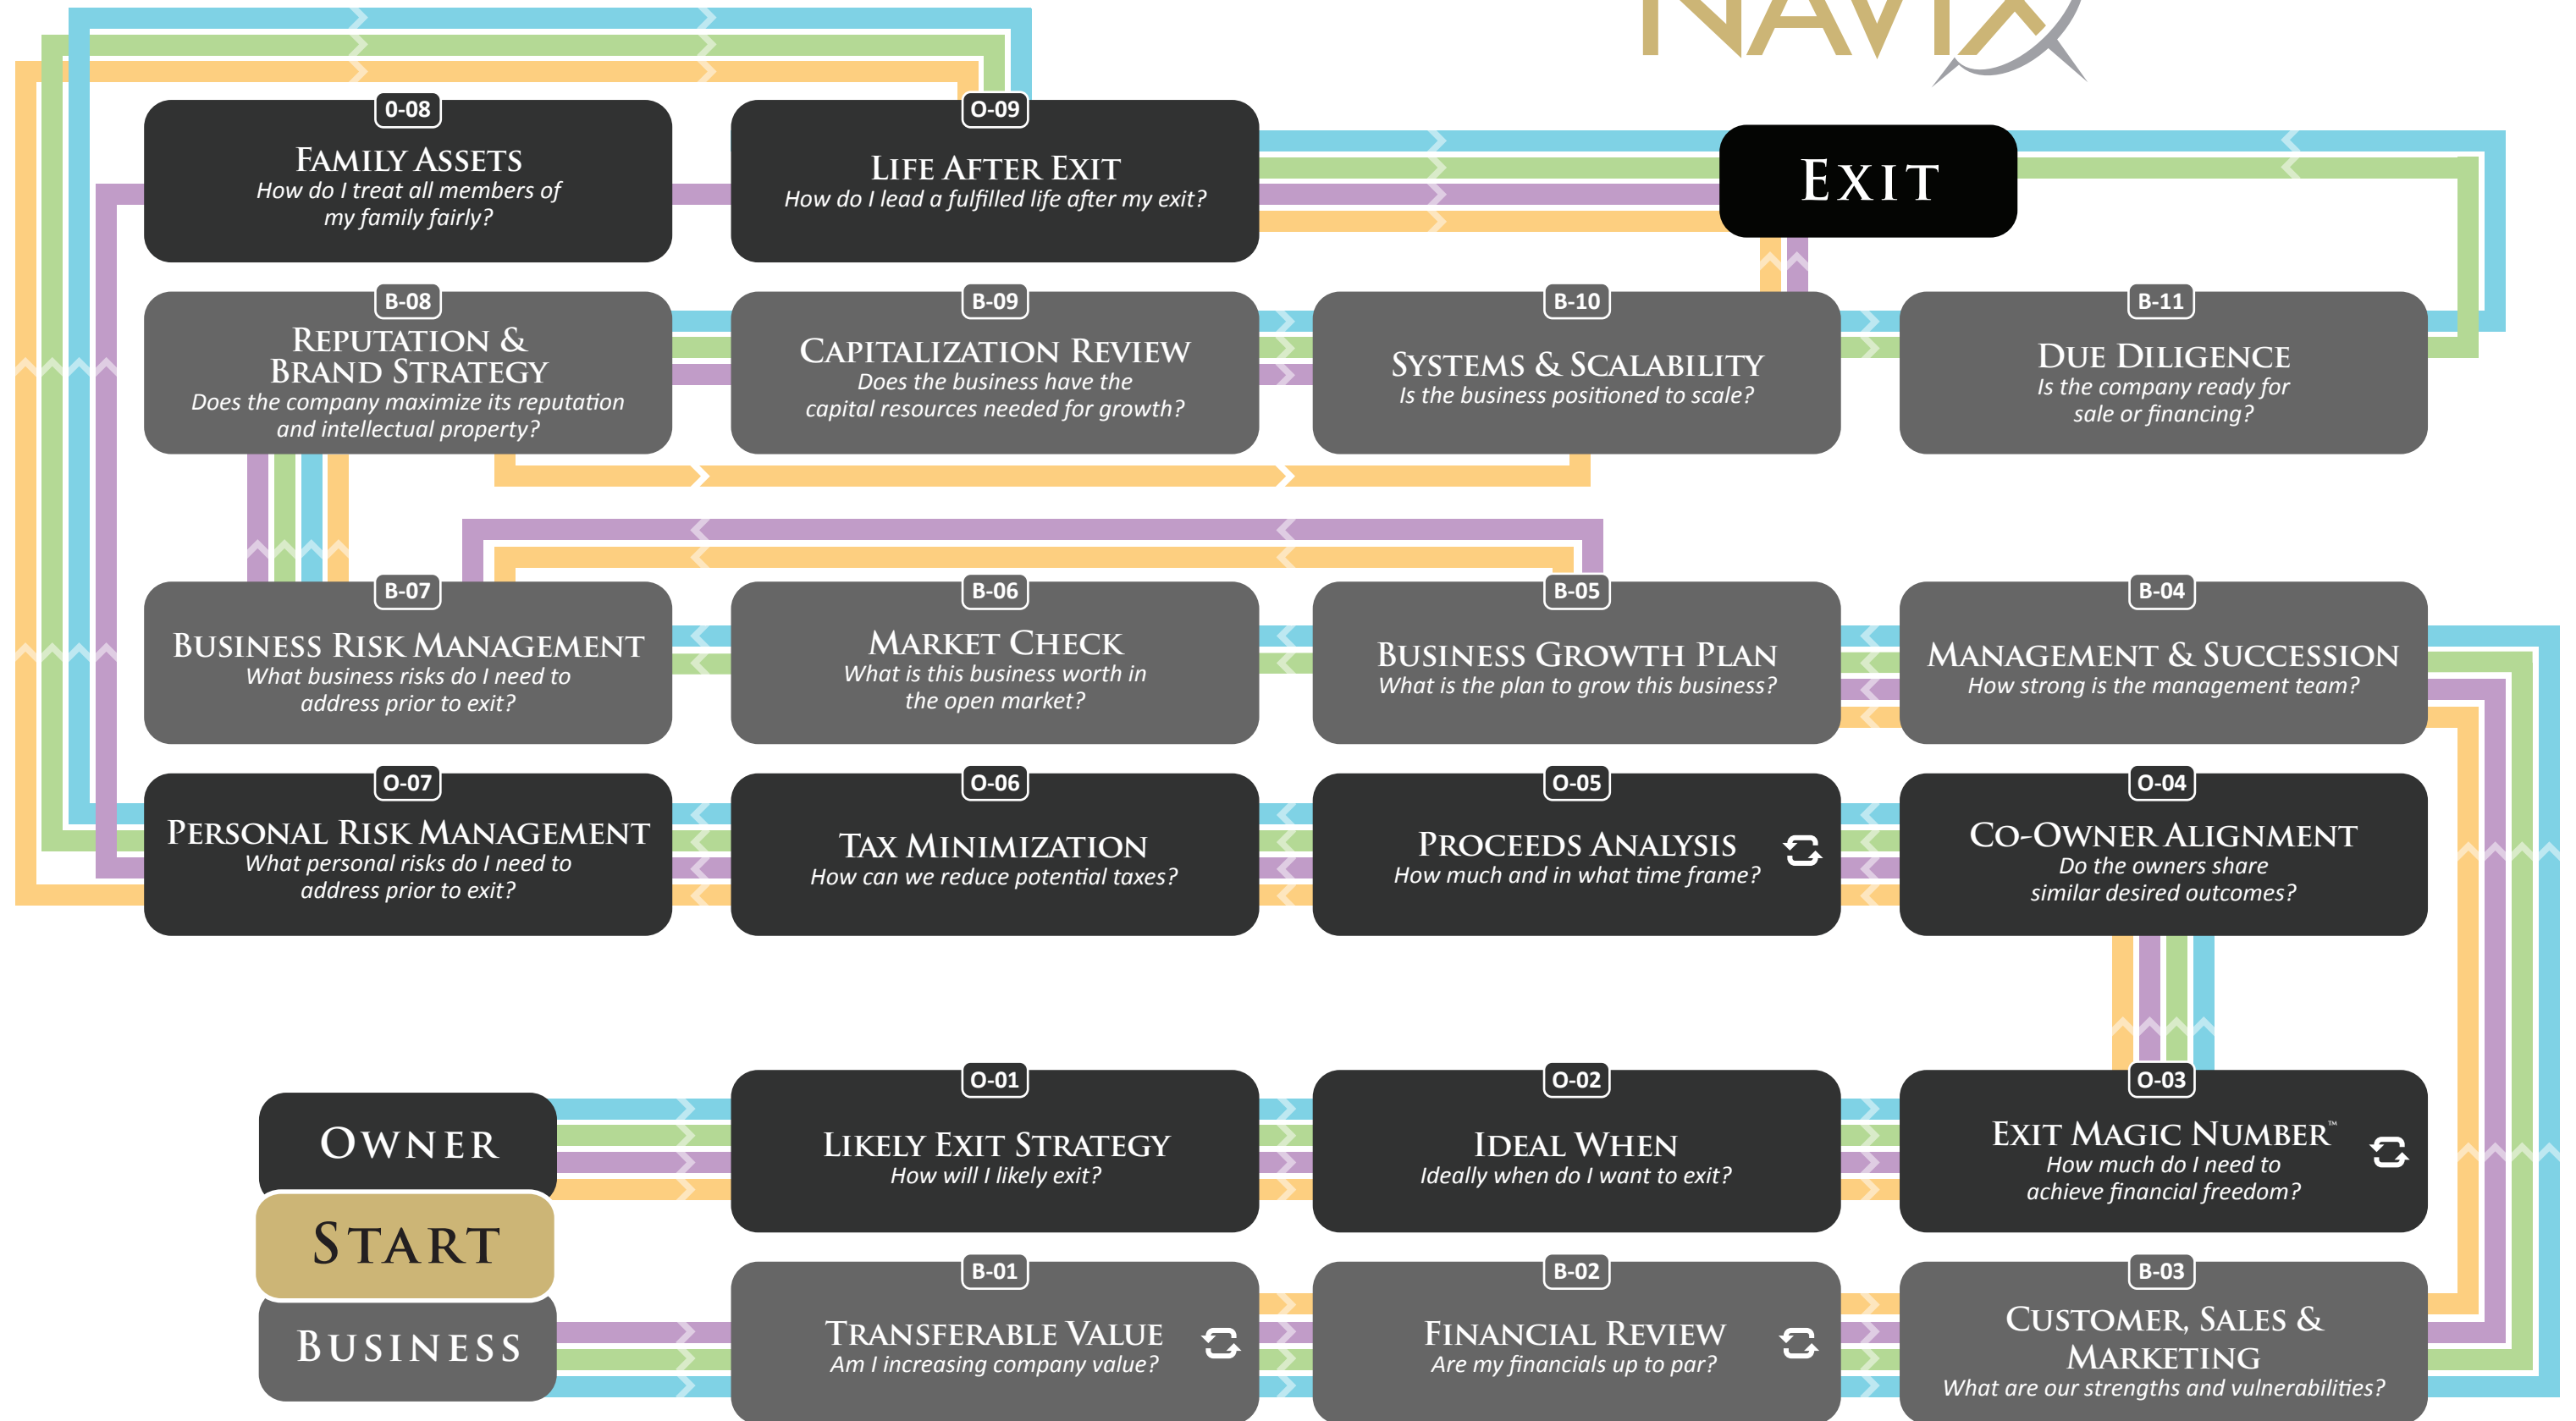 NAVIX
0-08
FAMILY ASSETS
How do I treat all members of
my family fairly?
O-09
LIFE AFTER EXIT
How do I lead a fulfilled life after my exit?
EXIT
B-08
REPUTATION &
BRAND STRATEGY
Does the company maximize its reputation
and intellectual property?
B-09
CAPITALIZATION REVIEW
Does the business have the
capital resources needed for growth?
B-10
SYSTEMS & SCALABILITY
Is the business positioned to scale?
B-11
DUE DILIGENCE
Is the company ready for
sale or financing?
B-07
BUSINESS RISK MANAGEMENT
What business risks do I need to
address prior to exit?
B-06
MARKET CHECK
What is this business worth in
the open market?
B-05
BUSINESS GROWTH PLAN
What is the plan to grow this business?
B-04
MANAGEMENT & SUCCESSION
How strong is the management team?
O-07
PERSONAL RISK MANAGEMENT
What personal risks do I need to
address prior to exit?
O-06
TAX MINIMIZATION
How can we reduce potential taxes?
O-05
PROCEEDS ANALYSIS
How much and in what time frame?
O-04
CO-OWNER ALIGNMENT
Do the owners share
similar desired outcomes?
OWNER
START
BUSINESS
O-01
LIKELY EXIT STRATEGY
How will I likely exit?
O-02
IDEAL WHEN
Ideally when do I want to exit?
O-03
EXIT MAGIC NUMBER™
How much do I need to
achieve financial freedom?
B-01
TRANSFERABLE VALUE
Am I increasing company value?
B-02
FINANCIAL REVIEW
Are my financials up to par?
B-03
CUSTOMER, SALES &
MARKETING
What are our strengths and vulnerabilities?